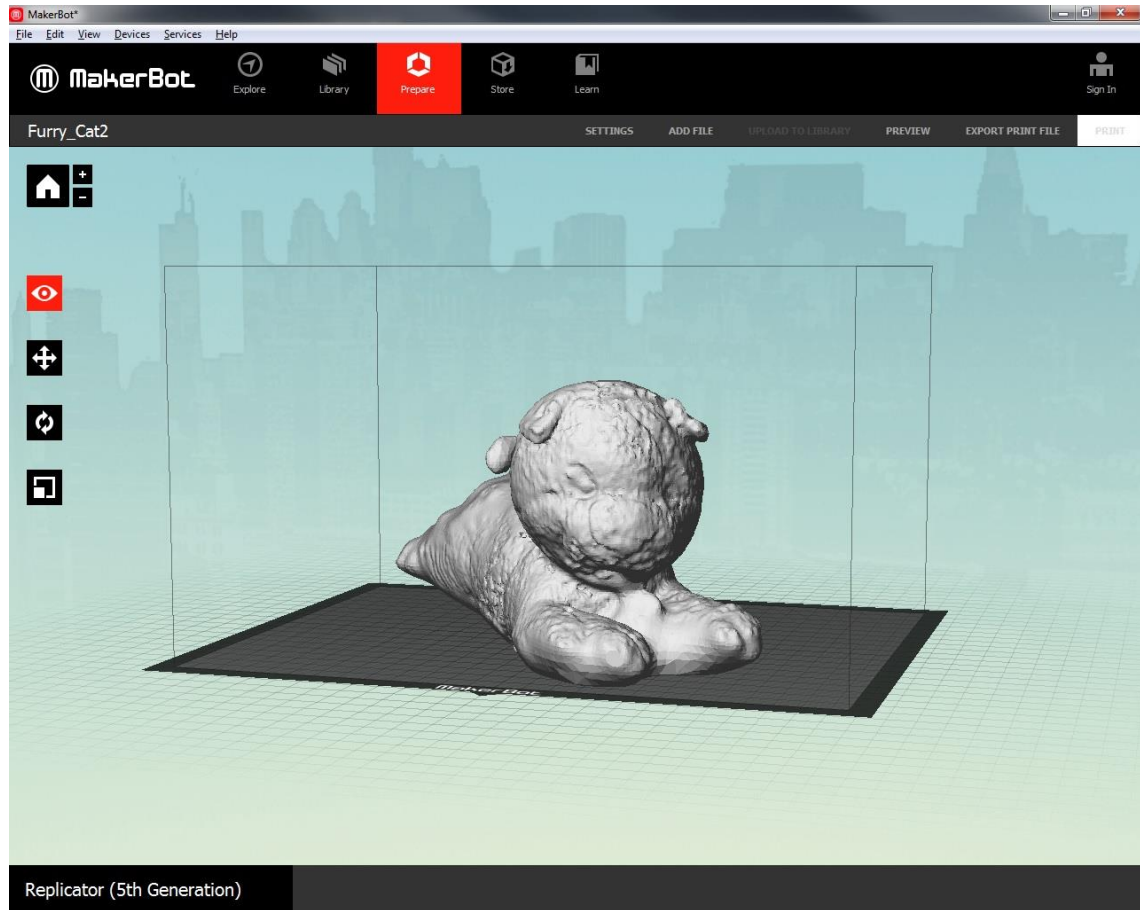 MakerBot*
File Edit View Devices Services Help
MakerBot Explore Library Prepare Store Learn Sign In
Furry_Cat2 SETTINGS ADD FILE UPLOAD TO LIBRARY PREVIEW EXPORT PRINT FILE PRINT
+
-
MakerBot
Replicator (5th Generation)